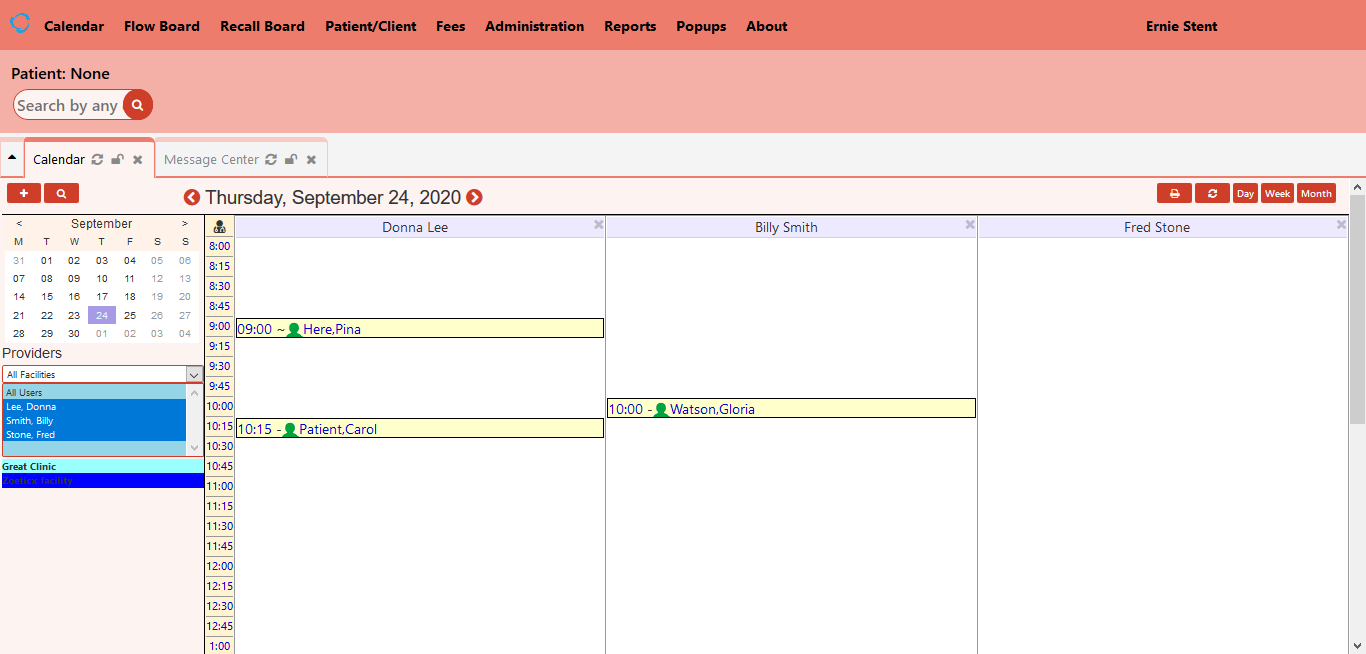 Calendar Flow Board Recall Board Patient/Client Fees Administration Reports Popups About Ernie Stent
Patient: None
Search by any
Calendar Message Center
Thursday, September 24, 2020 Day Week Month
< September >
M T W T F S S
31 01 02 03 04 05 06
07 08 09 10 11 12 13
14 15 16 17 18 19 20
21 22 23 24 25 26 27
28 29 30 01 02 03 04
Providers
All Facilities
All Users
Lee, Donna
Smith, Billy
Stone, Fred
Great Clinic
Zoeticx facility
Donna Lee Billy Smith Fred Stone
8:00
8:15
8:30
8:45
9:00 09:00 ~ Here,Pina
9:15
9:30
9:45
10:00 10:00 - Watson,Gloria
10:15 10:15 - Patient,Carol
10:30
10:45
11:00
11:15
11:30
11:45
12:00
12:15
12:30
12:45
1:00